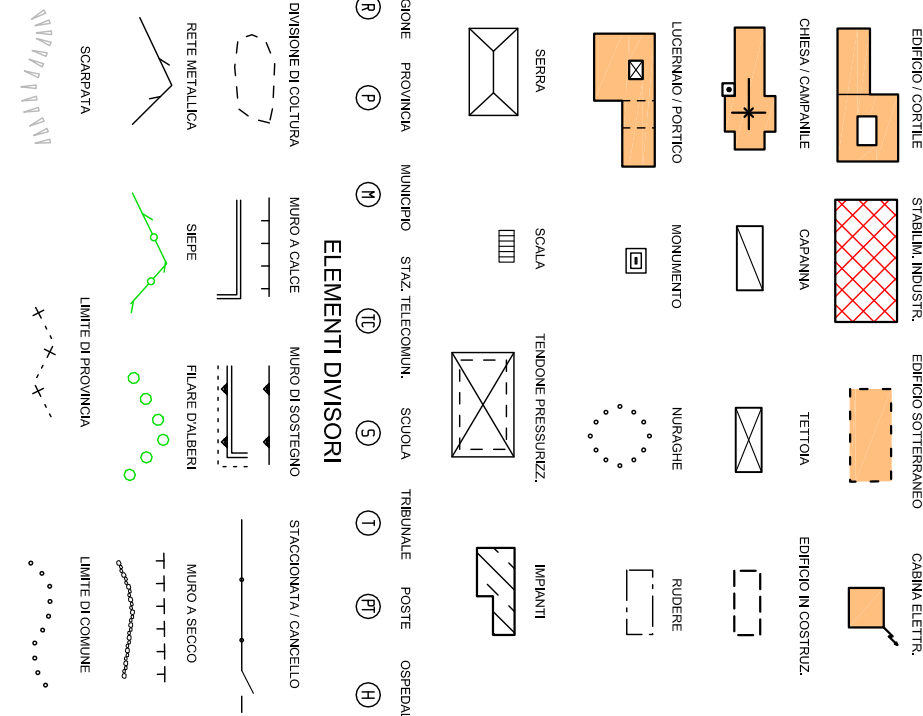 EDIFICIO / CORTILE
STABILIM. INDUSTR.
EDIFICIO SOTTERRANEO
CABINA ELETTR.
CHIESA / CAMPANILE
CAPANNA
TETTOIA
EDIFICIO IN COSTRUZ.
LUCERNAIO / PORTICO
MONUMENTO
NURAGHE
RUDERE
SERRA
SCALA
TENDONE PRESSURIZZ.
IMPIANTI
GIONE
PROVINCIA
MUNICIPIO
STAZ. TELECOMUN.
SCUOLA
TRIBUNALE
POSTE
OSPEDAL
R
P
M
TC
S
T
PT
H
ELEMENTI DIVISORI
DIVISIONE DI COLTURA
MURO A CALCE
MURO DI SOSTEGNO
STACCIONATA / CANCELLO
RETE METALLICA
SIEPE
FILARE D'ALBERI
MURO A SECCO
SCARPATA
LIMITE DI PROVINCIA
LIMITE DI COMUNE